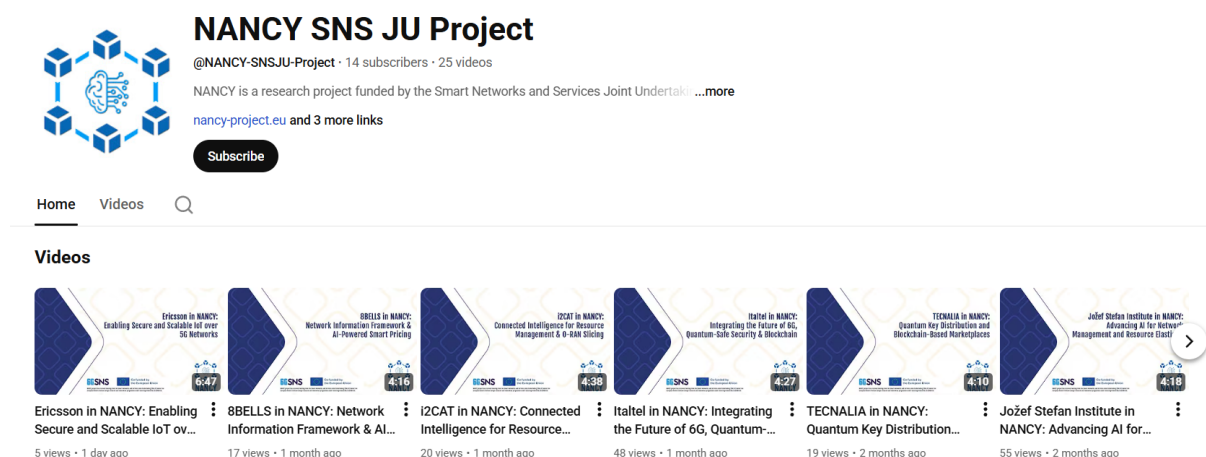 NANCY SNS JU Project
@NANCY-SNSJU-Project · 14 subscribers · 25 videos
NANCY is a research project funded by the Smart Networks and Services Joint Undertaki ...more
nancy-project.eu and 3 more links
Subscribe
Home Videos
Videos
Ericsson in NANCY:
Enabling Secure and Scalable IoT over
5G Networks
6GSNS
6:47
8BELLS in NANCY:
Network Information Framework &
AI-Powered Smart Pricing
6GSNS
4:16
i2CAT in NANCY:
Connected Intelligence for Resource
Management & O-RAN Slicing
6GSNS
4:38
Italtel in NANCY:
Integrating the Future of 6G,
Quantum-Safe Security & Blockchain
6GSNS
4:27
TECNALIA in NANCY:
Quantum Key Distribution and
Blockchain-Based Marketplaces
6GSNS
4:10
Jožef Stefan Institute in NANCY:
Advancing AI for Network
Management and Resource Elasti
6GSNS
4:18
Ericsson in NANCY: Enabling
Secure and Scalable IoT ov...
5 views · 1 day ago
8BELLS in NANCY: Network
Information Framework & AI...
17 views · 1 month ago
i2CAT in NANCY: Connected
Intelligence for Resource...
20 views · 1 month ago
Italtel in NANCY: Integrating
the Future of 6G, Quantum-...
48 views · 1 month ago
TECNALIA in NANCY:
Quantum Key Distribution...
19 views · 2 months ago
Jožef Stefan Institute in
NANCY: Advancing AI for...
55 views · 2 months ago